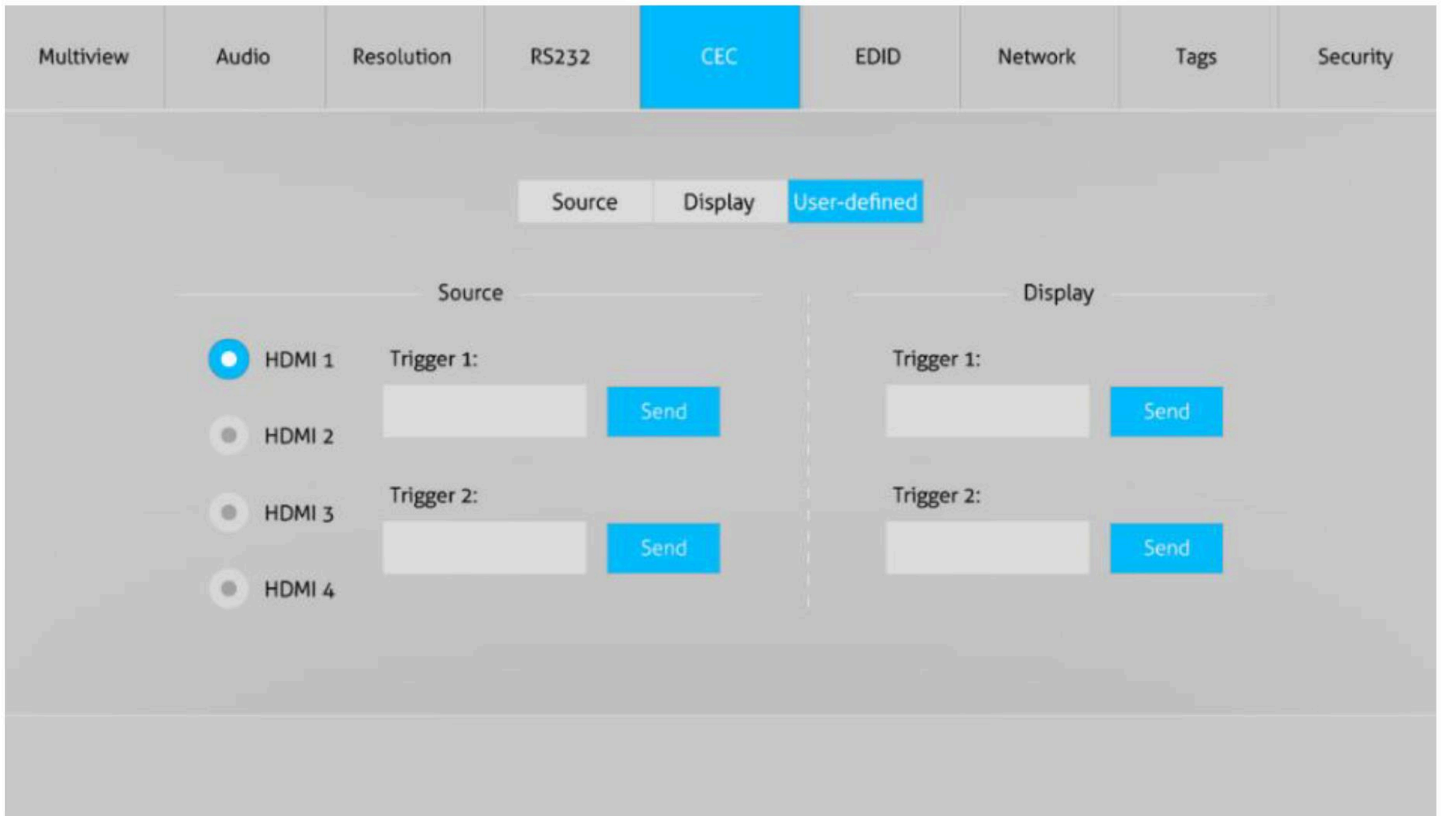 Multiview Audio Resolution RS232 CEC EDID Network Tags Security
Source Display User-defined
Source Display
HDMI 1 Trigger 1: Trigger 1:
Send Send
HDMI 2
Trigger 2: Trigger 2:
HDMI 3
Send Send
HDMI 4